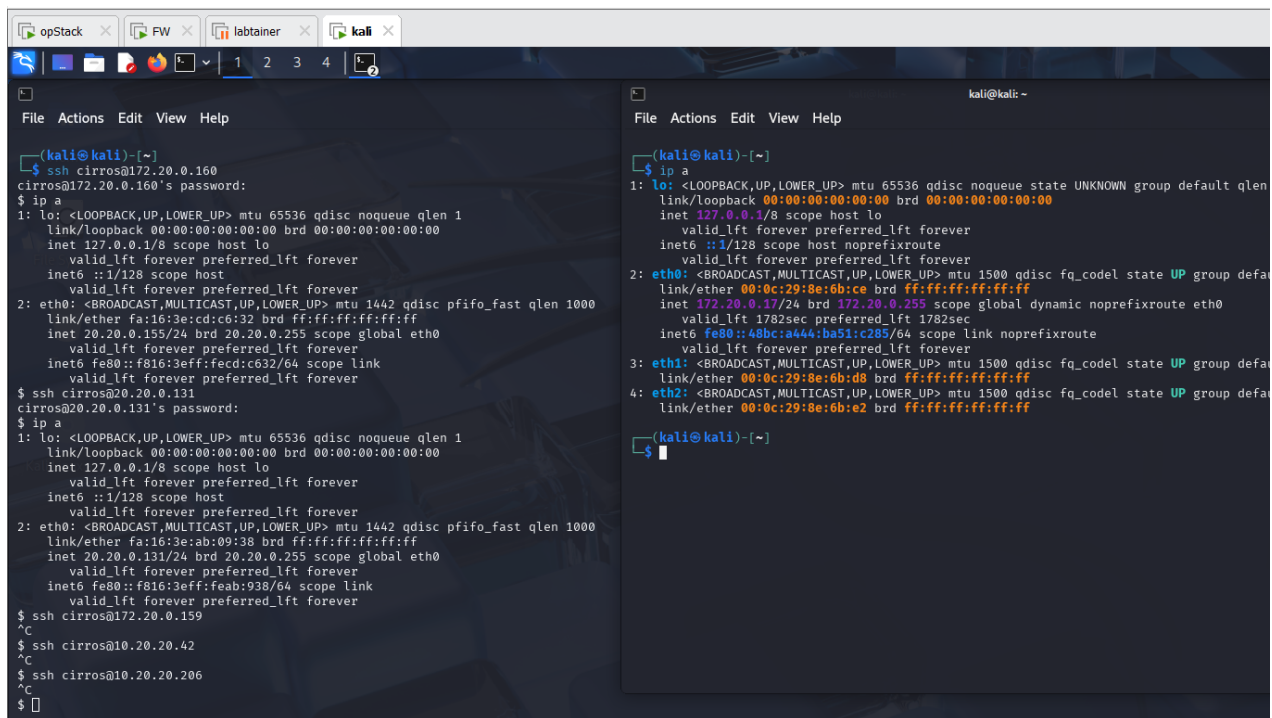 opStack
FW
labtainer
kali
1 2 3 4
2
File Actions Edit View Help
┌──(kali㉿kali)-[~]
└─$ ssh cirros@172.20.0.160
cirros@172.20.0.160's password:
$ ip a
1: lo: <LOOPBACK,UP,LOWER_UP> mtu 65536 qdisc noqueue qlen 1
link/loopback 00:00:00:00:00:00 brd 00:00:00:00:00:00
inet 127.0.0.1/8 scope host lo
valid_lft forever preferred_lft forever
inet6 ::1/128 scope host
valid_lft forever preferred_lft forever
2: eth0: <BROADCAST,MULTICAST,UP,LOWER_UP> mtu 1442 qdisc pfifo_fast qlen 1000
link/ether fa:16:3e:cd:c6:32 brd ff:ff:ff:ff:ff:ff
inet 20.20.0.155/24 brd 20.20.0.255 scope global eth0
valid_lft forever preferred_lft forever
inet6 fe80::f816:3eff:fecd:c632/64 scope link
valid_lft forever preferred_lft forever
$ ssh cirros@20.20.0.131
cirros@20.20.0.131's password:
$ ip a
1: lo: <LOOPBACK,UP,LOWER_UP> mtu 65536 qdisc noqueue qlen 1
link/loopback 00:00:00:00:00:00 brd 00:00:00:00:00:00
inet 127.0.0.1/8 scope host lo
valid_lft forever preferred_lft forever
inet6 ::1/128 scope host
valid_lft forever preferred_lft forever
2: eth0: <BROADCAST,MULTICAST,UP,LOWER_UP> mtu 1442 qdisc pfifo_fast qlen 1000
link/ether fa:16:3e:ab:09:38 brd ff:ff:ff:ff:ff:ff
inet 20.20.0.131/24 brd 20.20.0.255 scope global eth0
valid_lft forever preferred_lft forever
inet6 fe80::f816:3eff:feab:938/64 scope link
valid_lft forever preferred_lft forever
$ ssh cirros@172.20.0.159
^C
$ ssh cirros@10.20.20.42
^C
$ ssh cirros@10.20.20.206
^C
$
kali@kali: ~
File Actions Edit View Help
┌──(kali㉿kali)-[~]
└─$ ip a
1: lo: <LOOPBACK,UP,LOWER_UP> mtu 65536 qdisc noqueue state UNKNOWN group default qlen
link/loopback 00:00:00:00:00:00 brd 00:00:00:00:00:00
inet 127.0.0.1/8 scope host lo
valid_lft forever preferred_lft forever
inet6 ::1/128 scope host noprefixroute
valid_lft forever preferred_lft forever
2: eth0: <BROADCAST,MULTICAST,UP,LOWER_UP> mtu 1500 qdisc fq_codel state UP group defau
link/ether 00:0c:29:8e:6b:ce brd ff:ff:ff:ff:ff:ff
inet 172.20.0.17/24 brd 172.20.0.255 scope global dynamic noprefixroute eth0
valid_lft 1782sec preferred_lft 1782sec
inet6 fe80::48bc:a444:ba51:c285/64 scope link noprefixroute
valid_lft forever preferred_lft forever
3: eth1: <BROADCAST,MULTICAST,UP,LOWER_UP> mtu 1500 qdisc fq_codel state UP group defau
link/ether 00:0c:29:8e:6b:d8 brd ff:ff:ff:ff:ff:ff
4: eth2: <BROADCAST,MULTICAST,UP,LOWER_UP> mtu 1500 qdisc fq_codel state UP group defau
link/ether 00:0c:29:8e:6b:e2 brd ff:ff:ff:ff:ff:ff
┌──(kali㉿kali)-[~]
└─$